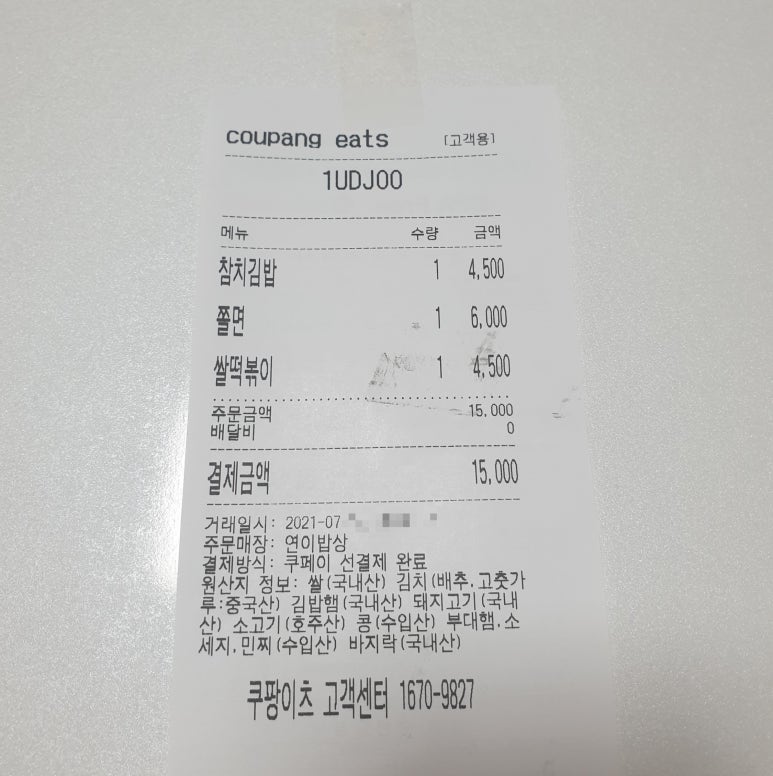 coupang eats [고객용]
1UDJ00
메뉴 수량 금액
참치김밥 1 4,500
쫄면 1 6,000
쌀떡볶이 1 4,500
주문금액 15,000
배달비 0
결제금액 15,000
거래일시: 2021-07
주문매장: 연이밥상
결제방식: 쿠페이 선결제 완료
원산지 정보: 쌀(국내산) 김치(배추.고춧가
루:중국산) 김밥햄(국내산) 돼지고기(국내
산) 소고기(호주산) 콩(수입산) 부대햄.소
세지.민찌(수입산) 바지락(국내산)
쿠팡이츠 고객센터 1670-9827